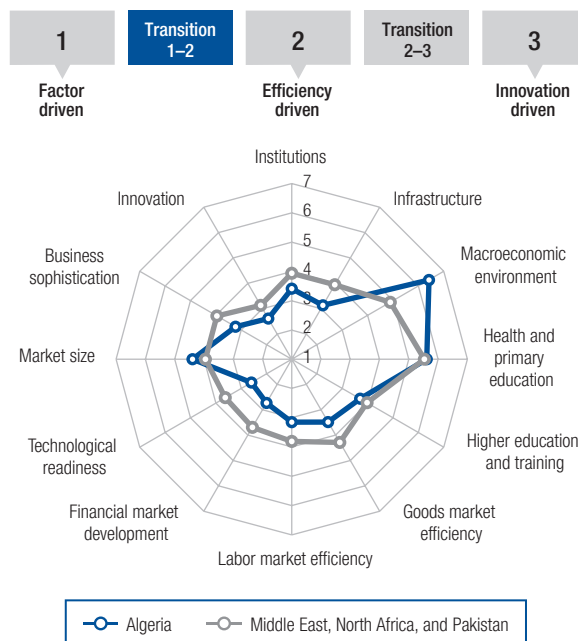 1
Transition
1–2
2
Transition
2–3
3
Factor
driven
Efficiency
driven
Innovation
driven
Institutions
Innovation
Infrastructure
Business
sophistication
Macroeconomic
environment
Market size
Health and
primary
education
Technological
readiness
Higher education
and training
Financial market
development
Goods market
efficiency
Labor market efficiency
7
6
5
4
3
2
1
Algeria
Middle East, North Africa, and Pakistan